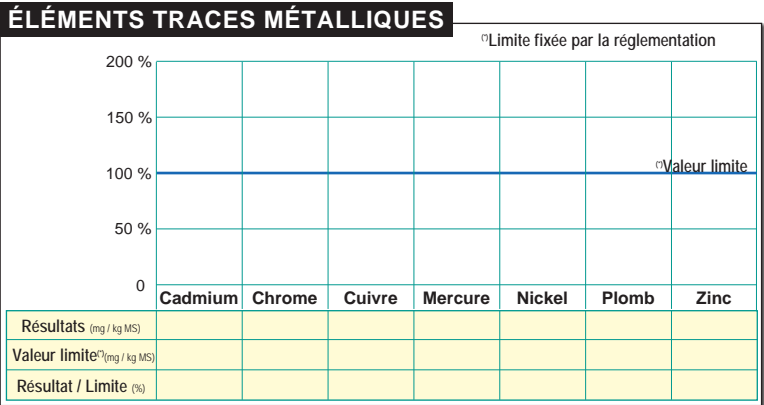 ÉLÉMENTS TRACES MÉTALLIQUES
(*)Limite fixée par la réglementation
200 %
150 %
(*)Valeur limite
100 %
50 %
0
Cadmium Chrome Cuivre Mercure Nickel Plomb Zinc
Résultats (mg / kg MS)
Valeur limite(*)(mg / kg MS)
Résultat / Limite (%)